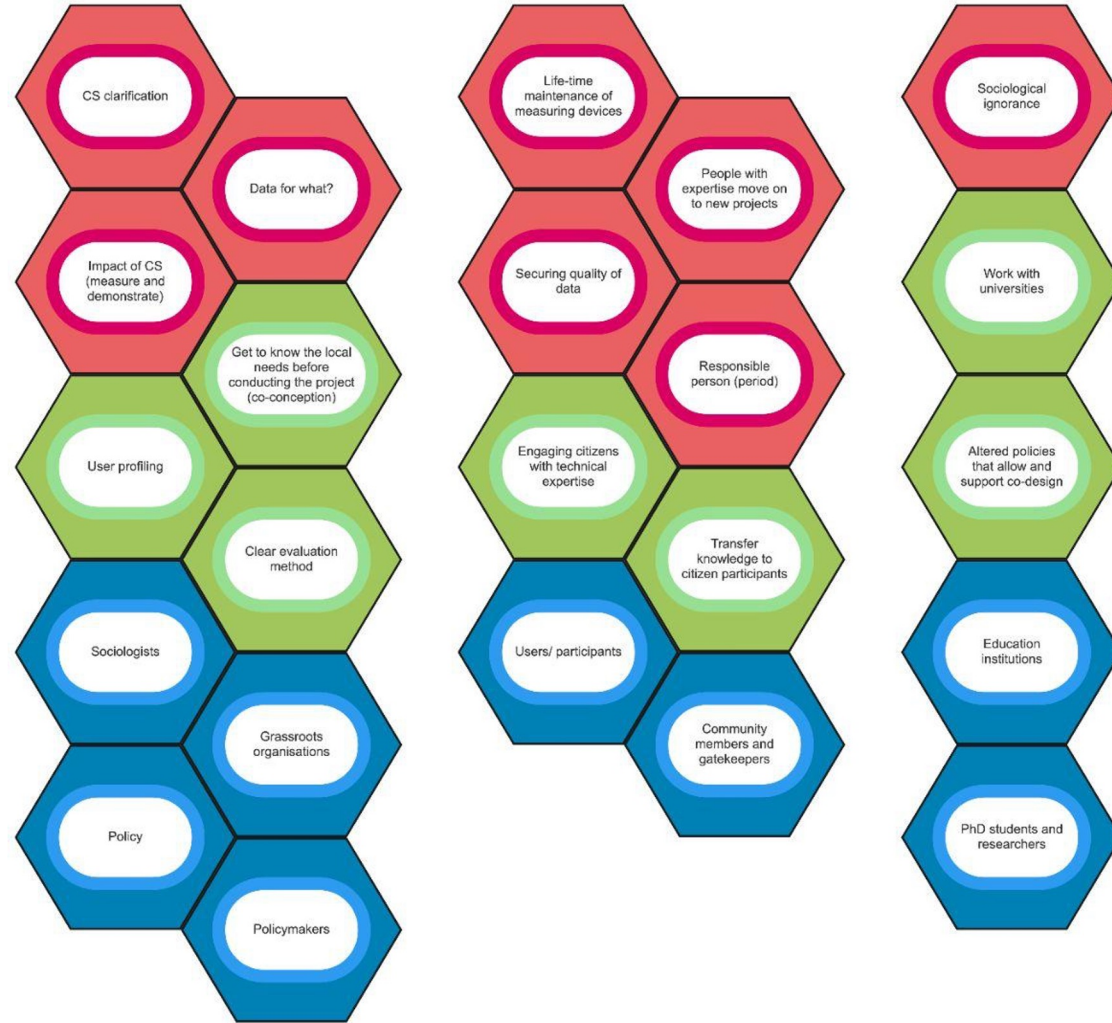 CS clarification
Data for what?
Impact of CS
(measure and
demonstrate)
Get to know the local
needs before
conducting the project
(co-conception)
User profiling
Clear evaluation
method
Sociologists
Grassroots
organisations
Policy
Policymakers
Life-time
maintenance of
measuring devices
People with
expertise move on
to new projects
Securing quality of
data
Responsible
person (period)
Engaging citizens
with technical
expertise
Transfer
knowledge to
citizen participants
Users/ participants
Community
members and
gatekeepers
Sociological
ignorance
Work with
universities
Altered policies
that allow and
support co-design
Education
institutions
PhD students and
researchers